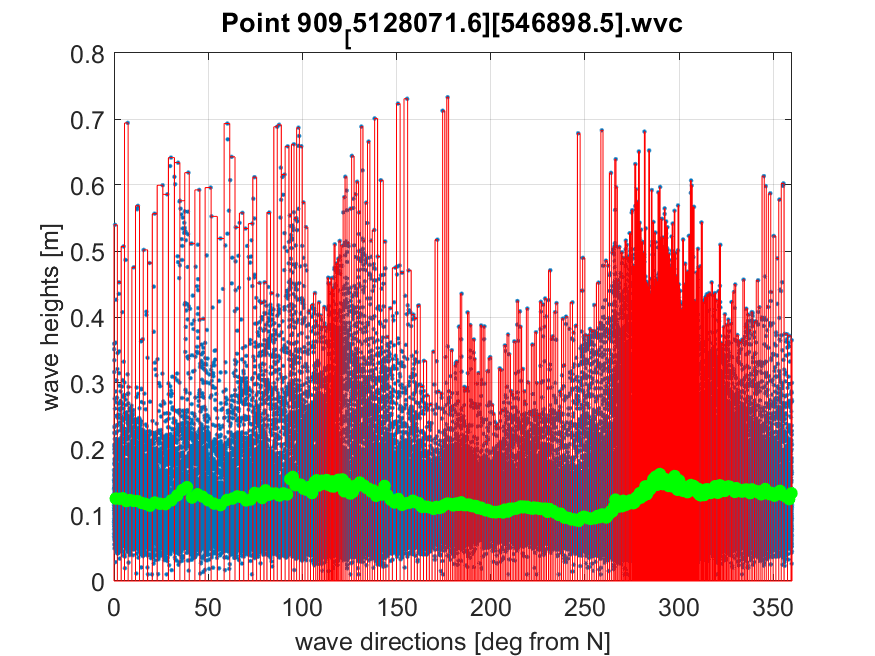 Point 909[5128071.6][546898.5].wvc
0.8
0.7
0.6
0.5
0.4
0.3
0.2
0.1
0
wave heights [m]
0 50 100 150 200 250 300 350
wave directions [deg from N]